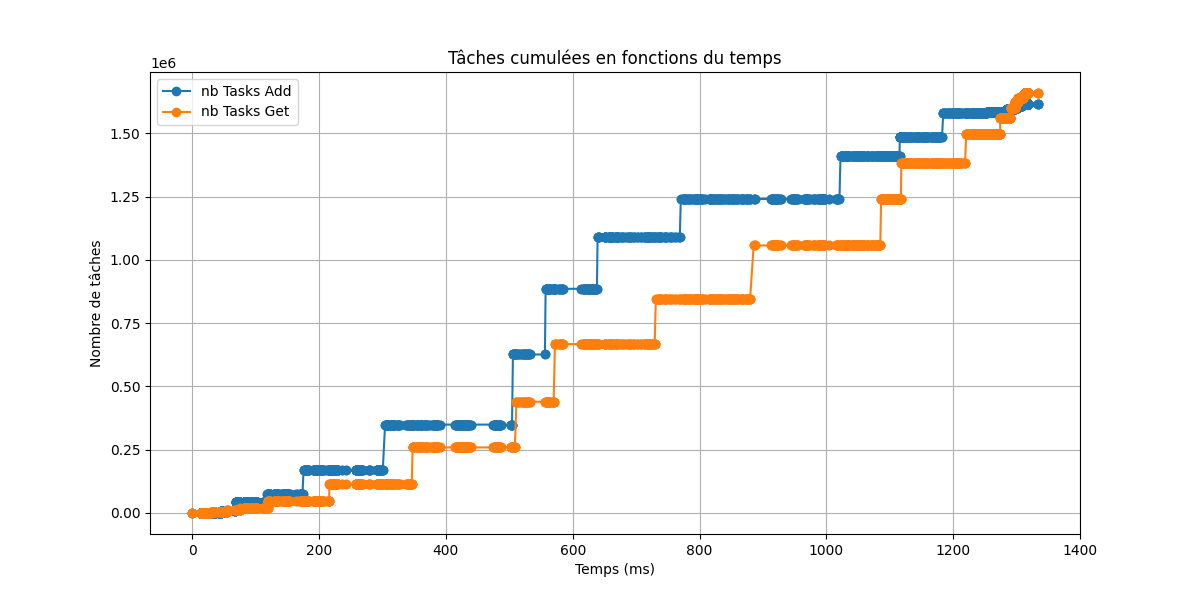 Tâches cumulées en fonctions du temps
1e6
nb Tasks Add
nb Tasks Get
1.50
1.25
1.00
0.75
0.50
0.25
0.00
Nombre de tâches
0 200 400 600 800 1000 1200 1400
Temps (ms)